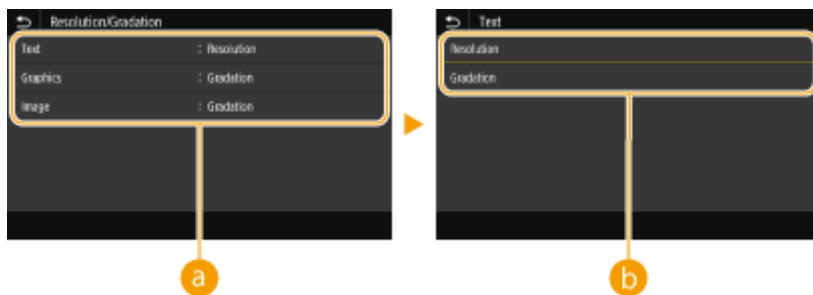 Resolution/Gradation
Text : Resolution
Graphics : Gradation
Image : Gradation
a
Text
Resolution
Gradation
b